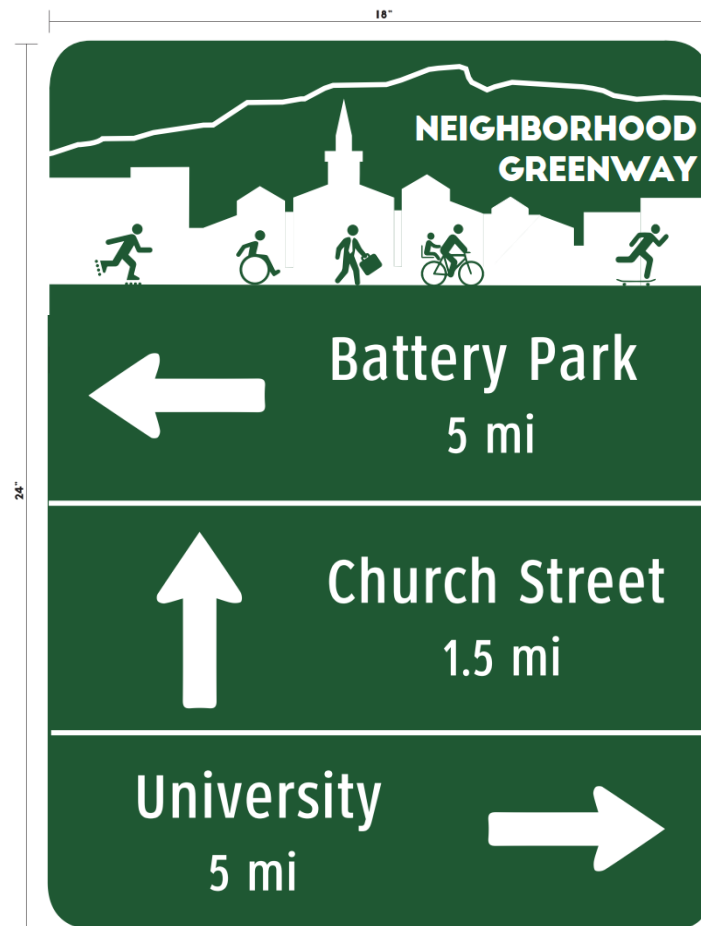 18"
NEIGHBORHOOD
GREENWAY
24"
Battery Park
5 mi
Church Street
1.5 mi
University
5 mi